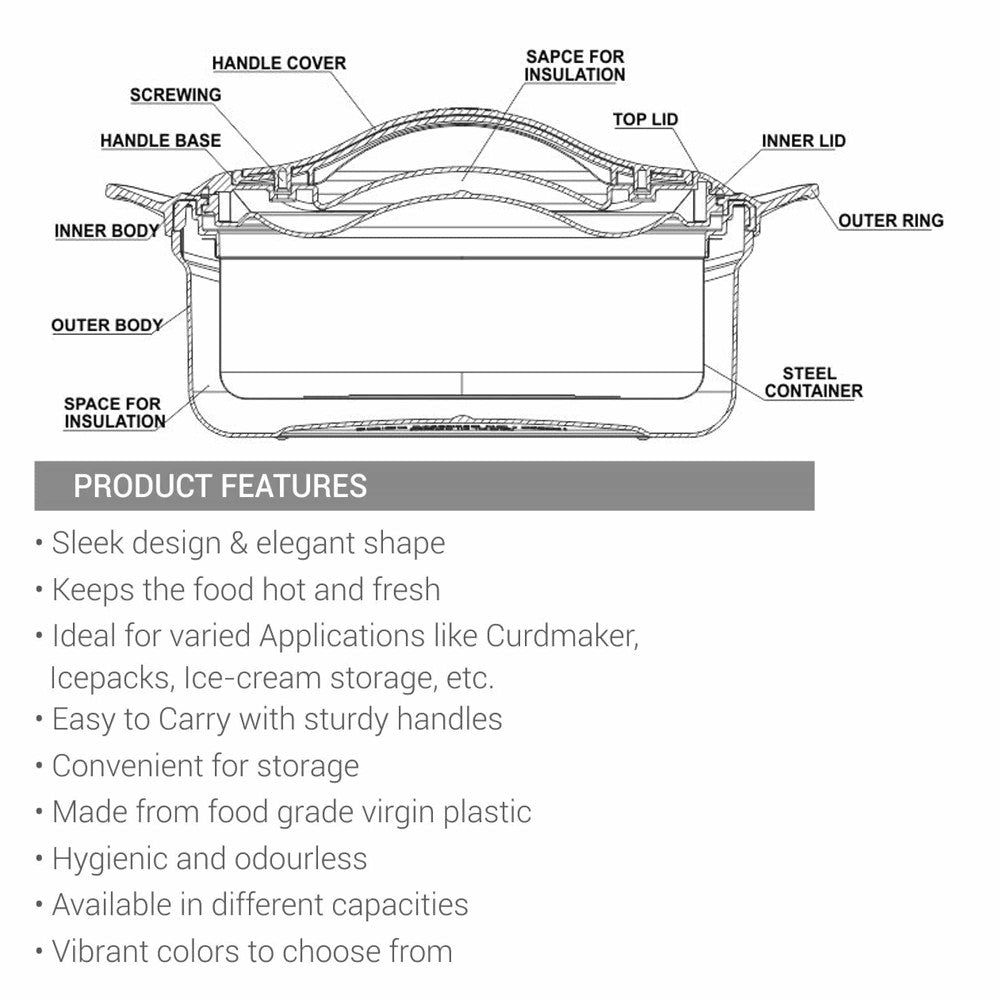 HANDLE COVER
SAPCE FOR
INSULATION
SCREWING
TOP LID
HANDLE BASE
INNER LID
INNER BODY
OUTER RING
OUTER BODY
STEEL
CONTAINER
SPACE FOR
INSULATION
PRODUCT FEATURES
• Sleek design & elegant shape
• Keeps the food hot and fresh
• Ideal for varied Applications like Curdmaker,
Icepacks, Ice-cream storage, etc.
• Easy to Carry with sturdy handles
• Convenient for storage
• Made from food grade virgin plastic
• Hygienic and odourless
• Available in different capacities
• Vibrant colors to choose from